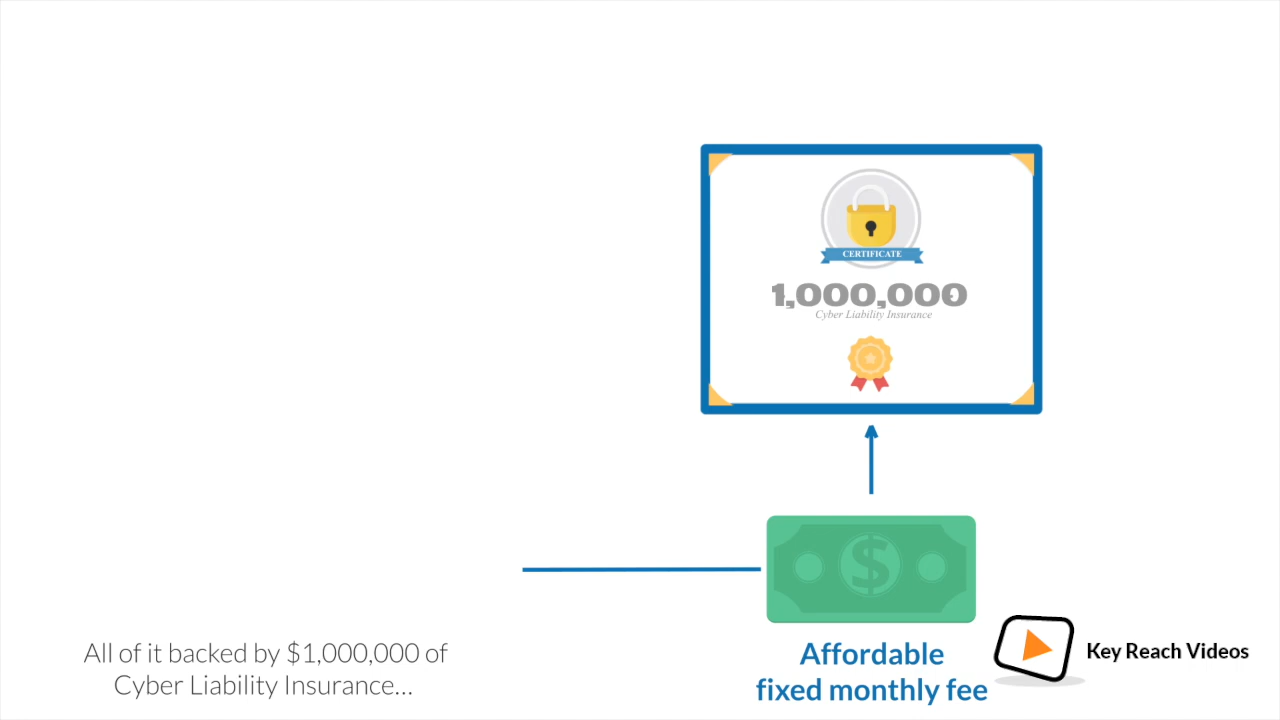 CERTIFICATE
1,000,000
Cyber Liability Insurance
$
All of it backed by $1,000,000 of
Cyber Liability Insurance...
Affordable
fixed monthly fee
Key Reach Videos